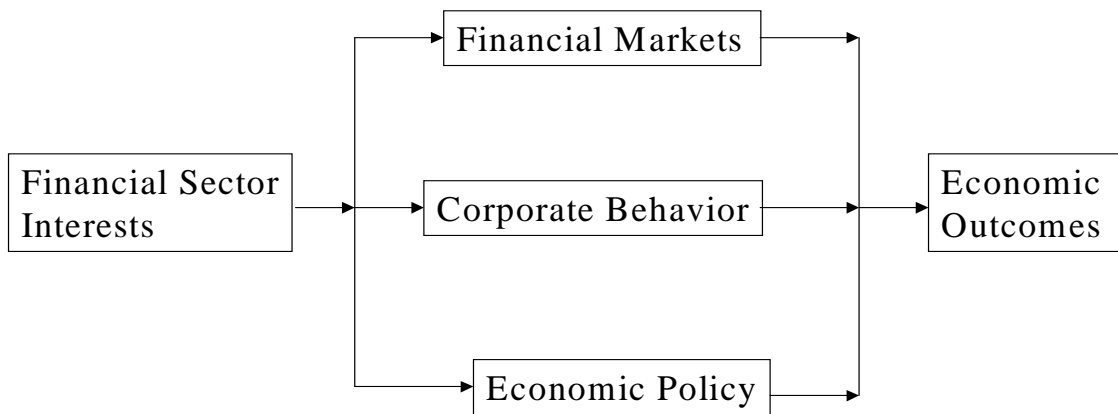 Financial Markets
Financial Sector
Interests
Corporate Behavior
Economic
Outcomes
Economic Policy